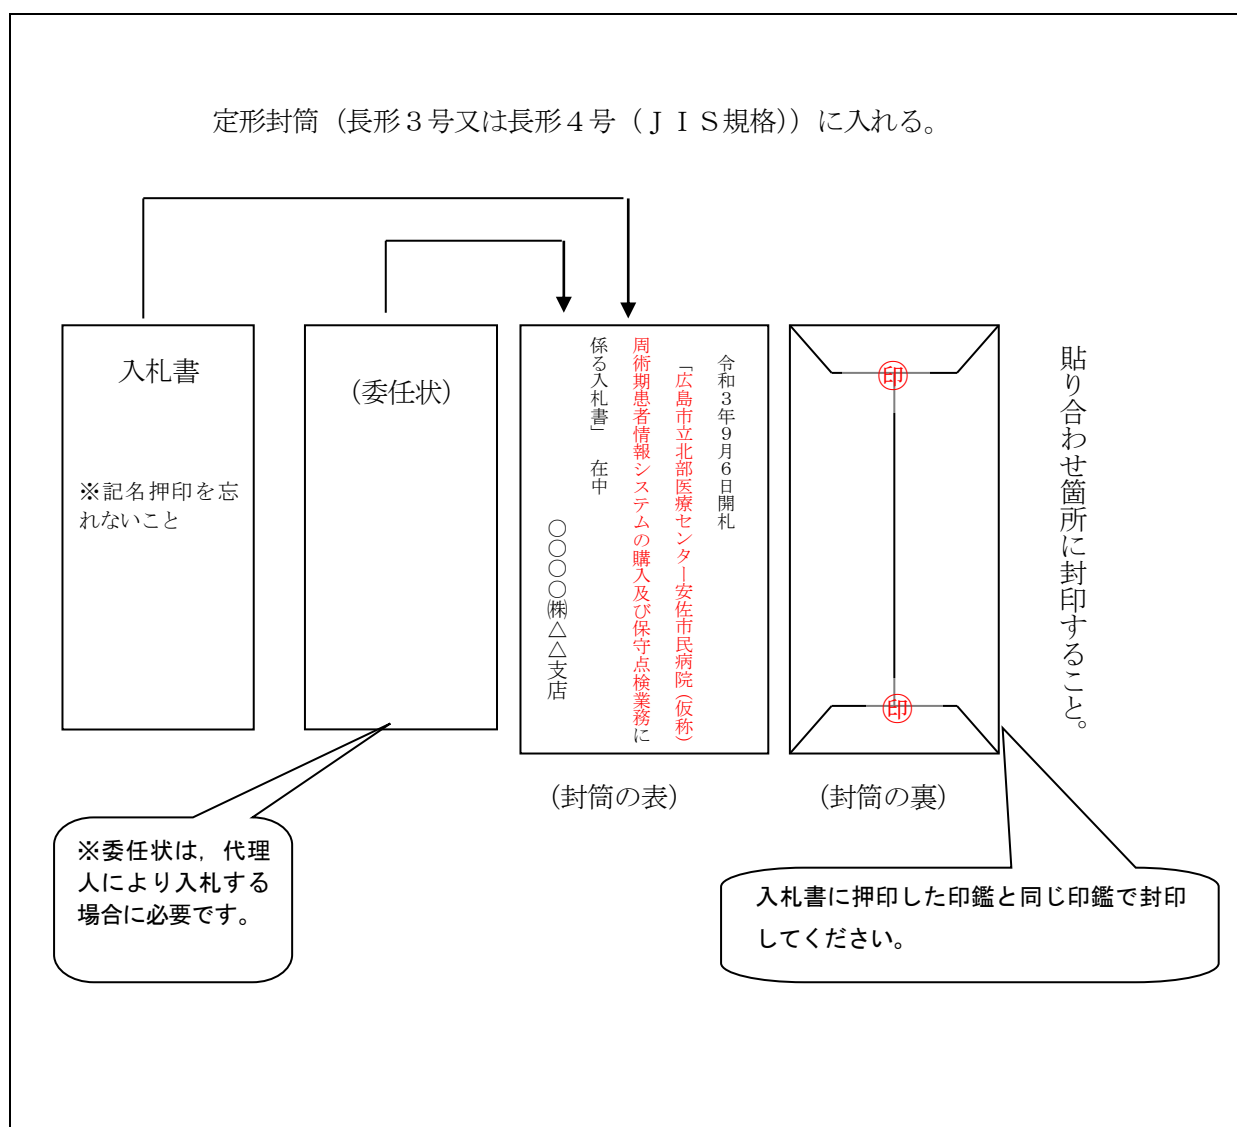 定形封筒（長形３号又は長形４号（ＪＩＳ規格））に入れる。
入札書
※記名押印を忘
れないこと
（委任状）
令和３年９月６日開札
「広島市立北部医療センター安佐市民病院（仮称）
周術期患者情報システムの購入及び保守点検業務に
係る入札書」　在中
○○○○㈱△△支店
印
印
貼り合わせ箇所に封印すること。
（封筒の表）
（封筒の裏）
※委任状は，代理
人により入札する
場合に必要です。
入札書に押印した印鑑と同じ印鑑で封印
してください。